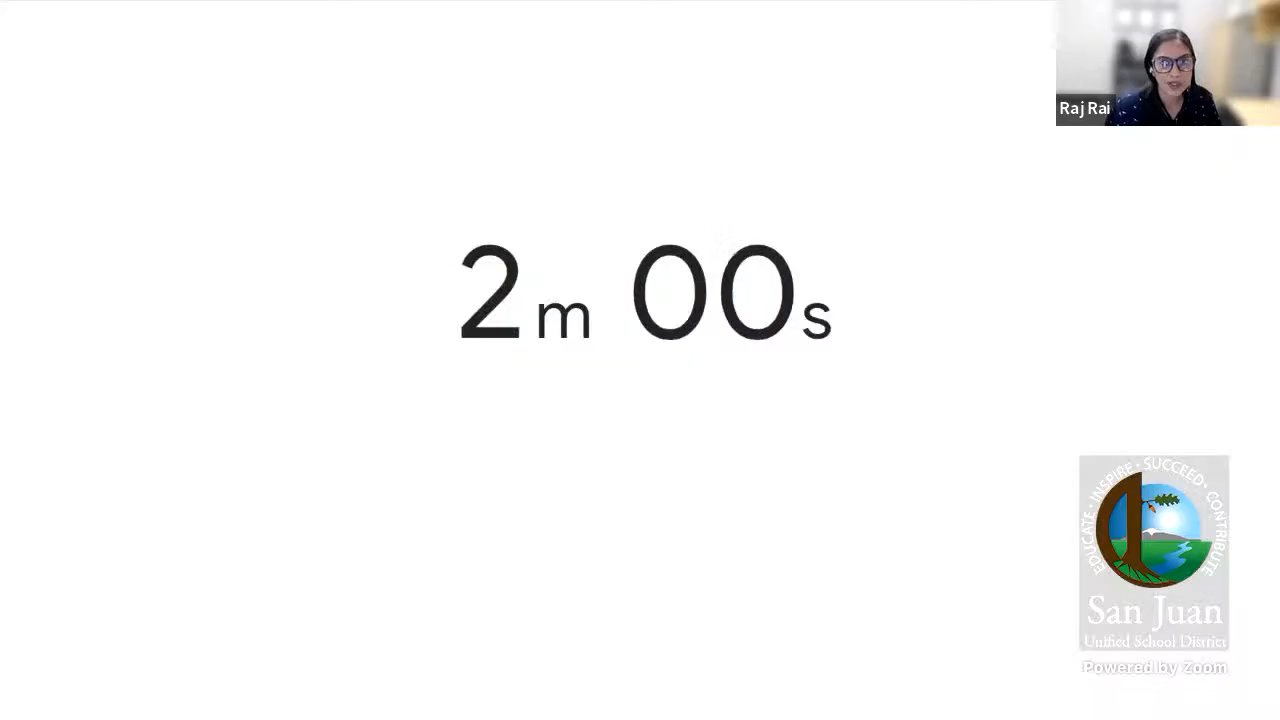 Raj Rai
2m 00s
EDUCATE • INSPIRE • SUCCEED • CONTRIBUTE
San Juan
Unified School District
Powered by Zoom